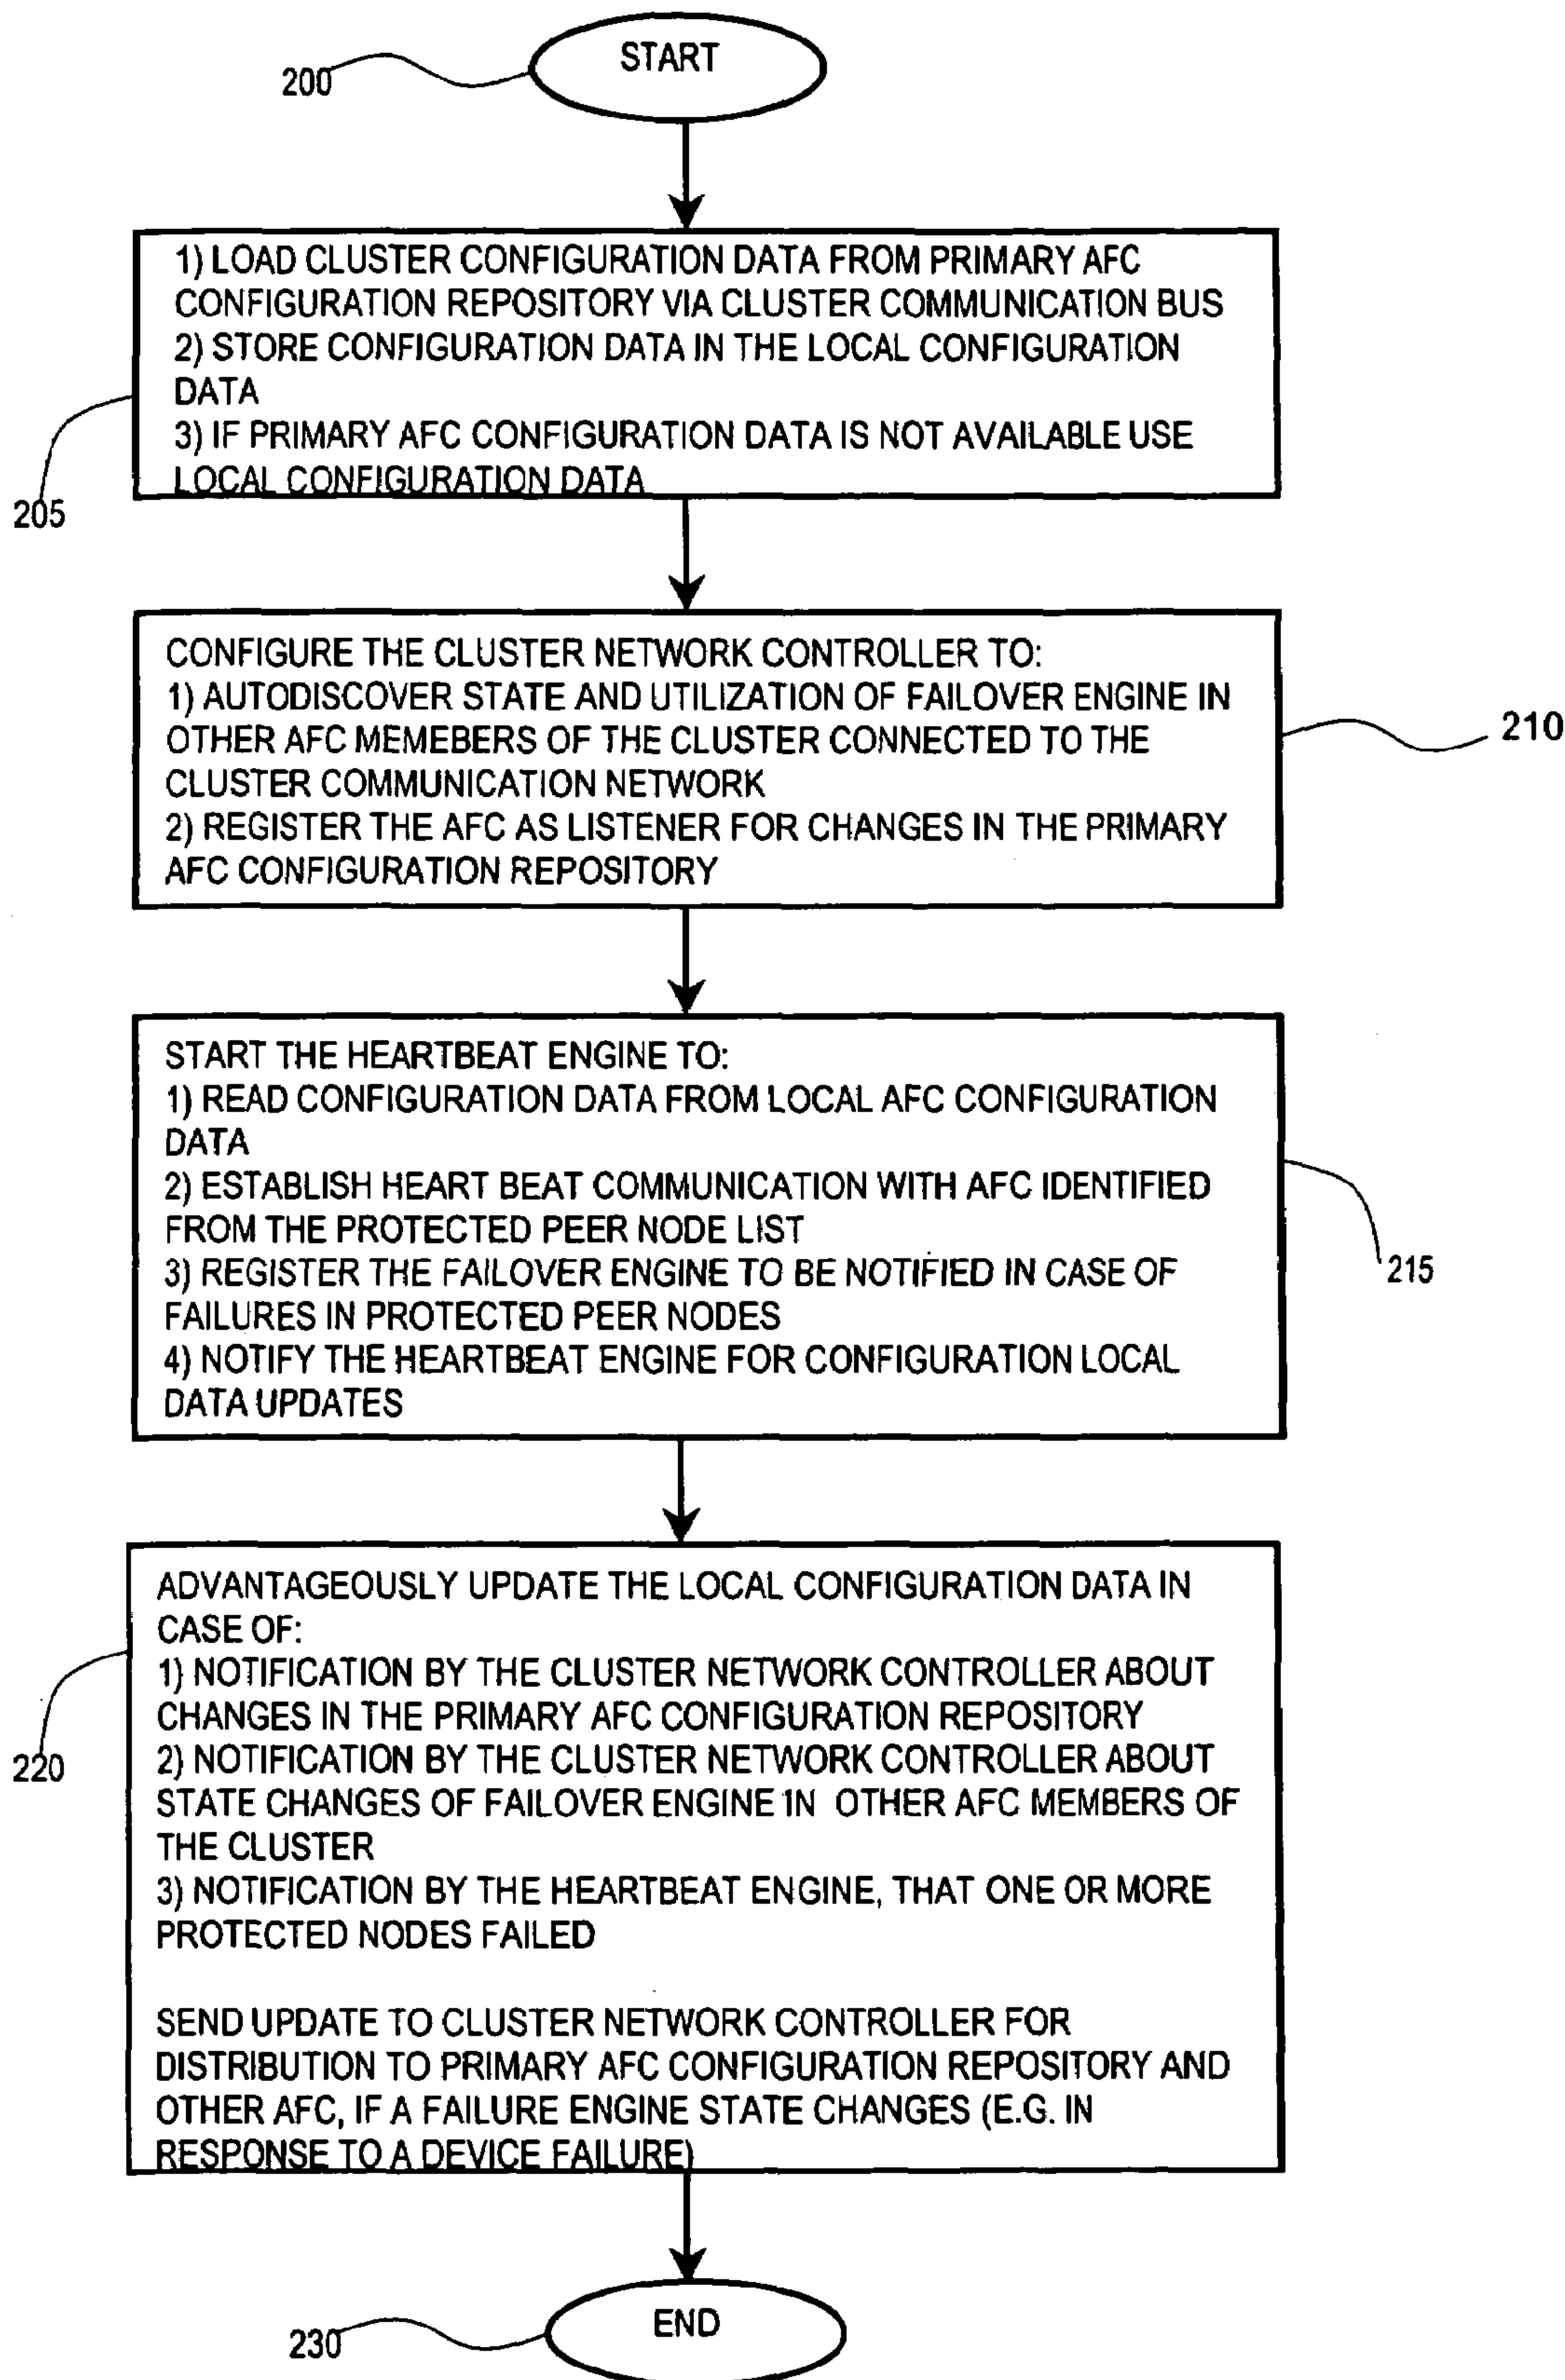 START
200
1) LOAD CLUSTER CONFIGURATION DATA FROM PRIMARY AFC
CONFIGURATION REPOSITORY VIA CLUSTER COMMUNICATION BUS
2) STORE CONFIGURATION DATA IN THE LOCAL CONFIGURATION
DATA
3) IF PRIMARY AFC CONFIGURATION DATA IS NOT AVAILABLE USE
LOCAL CONFIGURATION DATA
205
CONFIGURE THE CLUSTER NETWORK CONTROLLER TO:
1) AUTODISCOVER STATE AND UTILIZATION OF FAILOVER ENGINE IN
OTHER AFC MEMEBERS OF THE CLUSTER CONNECTED TO THE
CLUSTER COMMUNICATION NETWORK
2) REGISTER THE AFC AS LISTENER FOR CHANGES IN THE PRIMARY
AFC CONFIGURATION REPOSITORY
210
START THE HEARTBEAT ENGINE TO:
1) READ CONFIGURATION DATA FROM LOCAL AFC CONFIGURATION
DATA
2) ESTABLISH HEART BEAT COMMUNICATION WITH AFC IDENTIFIED
FROM THE PROTECTED PEER NODE LIST
3) REGISTER THE FAILOVER ENGINE TO BE NOTIFIED IN CASE OF
FAILURES IN PROTECTED PEER NODES
4) NOTIFY THE HEARTBEAT ENGINE FOR CONFIGURATION LOCAL
DATA UPDATES
215
ADVANTAGEOUSLY UPDATE THE LOCAL CONFIGURATION DATA IN
CASE OF:
1) NOTIFICATION BY THE CLUSTER NETWORK CONTROLLER ABOUT
CHANGES IN THE PRIMARY AFC CONFIGURATION REPOSITORY
2) NOTIFICATION BY THE CLUSTER NETWORK CONTROLLER ABOUT
STATE CHANGES OF FAILOVER ENGINE IN OTHER AFC MEMBERS OF
THE CLUSTER
3) NOTIFICATION BY THE HEARTBEAT ENGINE, THAT ONE OR MORE
PROTECTED NODES FAILED
SEND UPDATE TO CLUSTER NETWORK CONTROLLER FOR
DISTRIBUTION TO PRIMARY AFC CONFIGURATION REPOSITORY AND
OTHER AFC, IF A FAILURE ENGINE STATE CHANGES (E.G. IN
RESPONSE TO A DEVICE FAILURE)
220
END
230